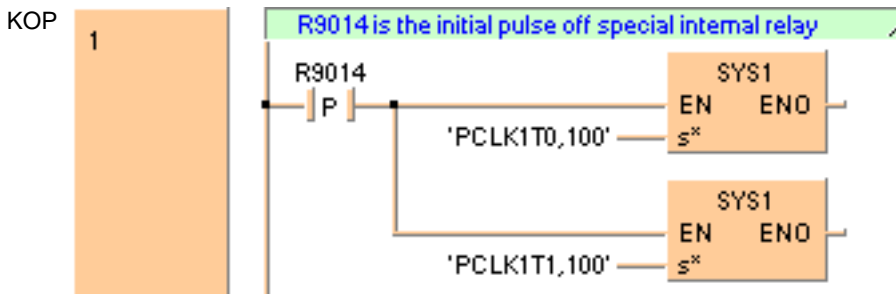 KOP
1
R9014 is the initial pulse off special internal relay
R9014
P
SYS1
EN ENO
'PCLK1T0,100' s*
SYS1
EN ENO
'PCLK1T1,100' s*